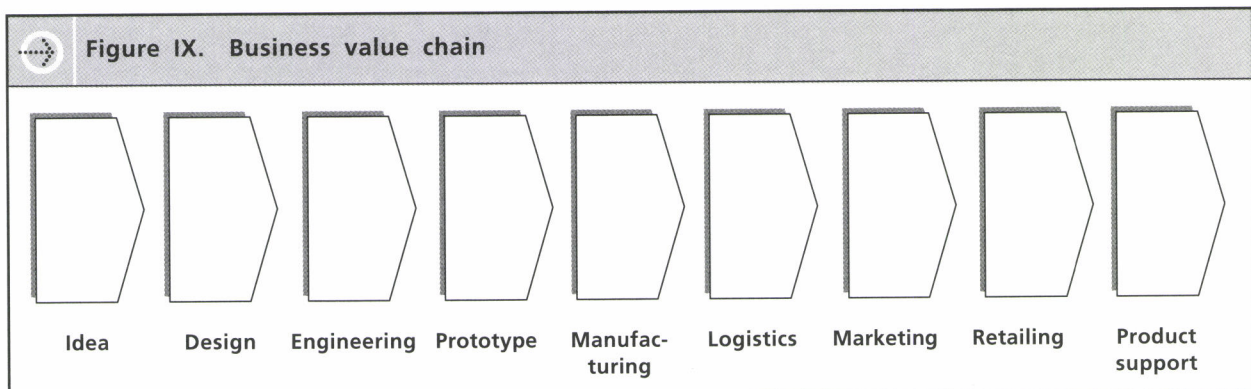 Figure IX. Business value chain
Idea Design Engineering Prototype Manufac- Logistics Marketing Retailing Product
turing support